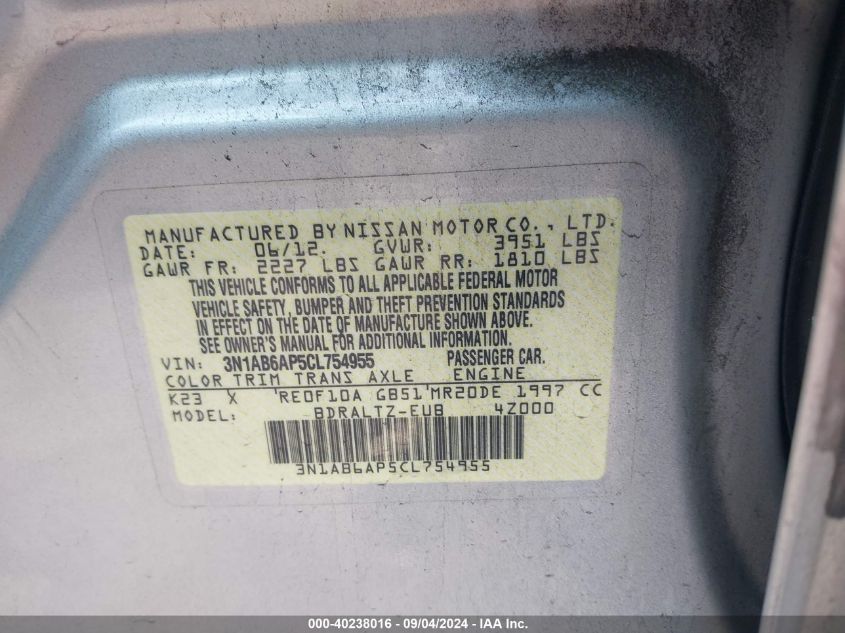 MANUFACTURED BY NISSAN MOTOR CO., LTD.
DATE: 06/12. GVWR: 3951 LBS
GAWR FR: 2227 LBS GAWR RR: 1810 LBS
THIS VEHICLE CONFORMS TO ALL APPLICABLE FEDERAL MOTOR
VEHICLE SAFETY, BUMPER AND THEFT PREVENTION STANDARDS
IN EFFECT ON THE DATE OF MANUFACTURE SHOWN ABOVE.
SEE OWNER'S MANUAL FOR ADDITIONAL INFORMATION.
VIN: 3N1AB6AP5CL754955 PASSENGER CAR.
COLOR TRIM TRANS AXLE ENGINE
K23 X RE0F10A GB51 MR20DE 1997 CC
MODEL: BDRALTZ-EUB 4Z000
3N1AB6AP5CL754955
000-40238016 - 09/04/2024 - IAA Inc.